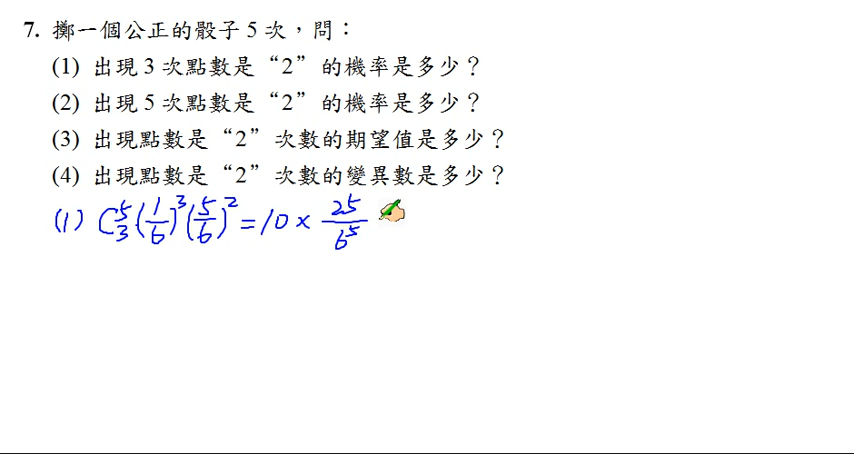 7. 擲一個公正的骰子 5 次，問：
(1) 出現 3 次點數是“2”的機率是多少？
(2) 出現 5 次點數是“2”的機率是多少？
(3) 出現點數是“2”次數的期望值是多少？
(4) 出現點數是“2”次數的變異數是多少？
(1) C⁵₃(1/6)³(5/6)² = 10 × 25/6⁵